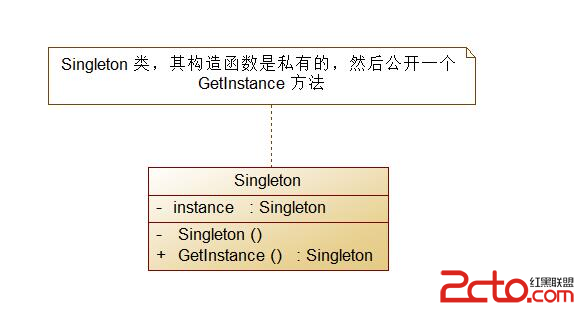 Singleton 类，其构造函数是私有的，然后公开一个
GetInstance 方法
Singleton
- instance : Singleton
- Singleton ()
+ GetInstance () : Singleton
2cto.com
红黑联盟